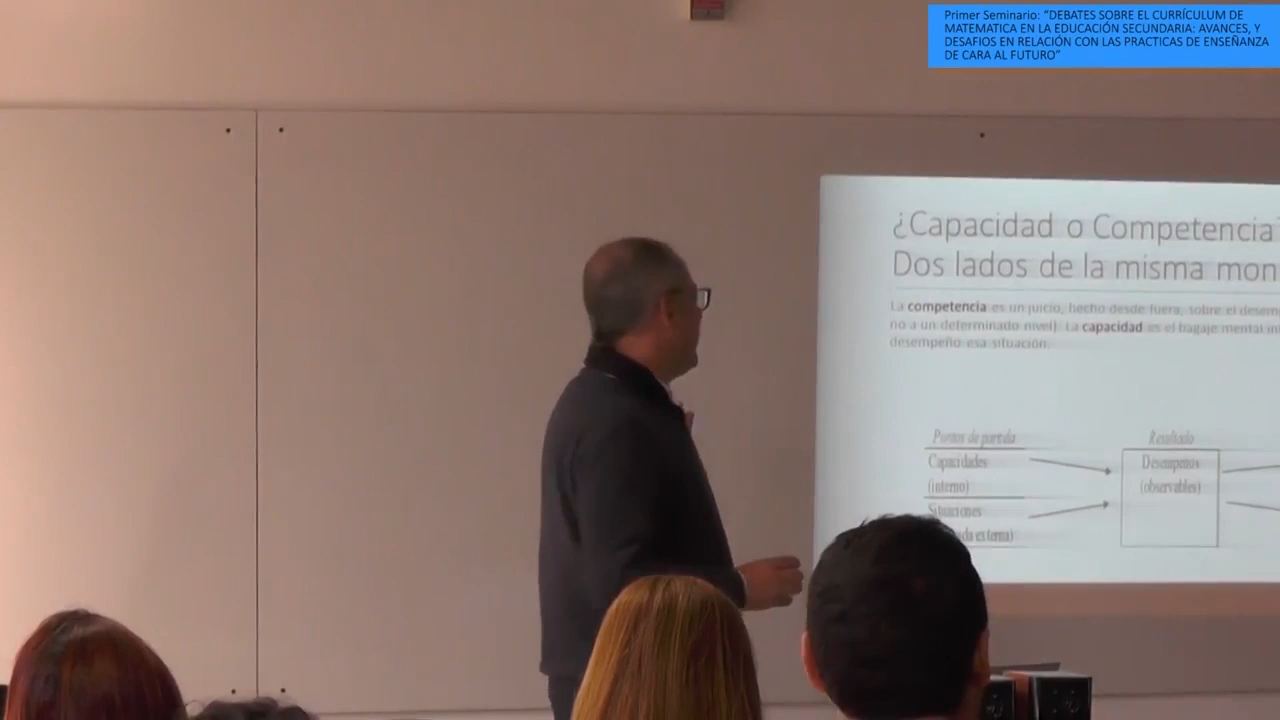 Primer Seminario: “DEBATES SOBRE EL CURRÍCULUM DE
MATEMATICA EN LA EDUCACIÓN SECUNDARIA: AVANCES, Y
DESAFIOS EN RELACIÓN CON LAS PRACTICAS DE ENSEÑANZA
DE CARA AL FUTURO”
¿Capacidad o Competencia?
Dos lados de la misma mon
La competencia es un juicio, hecho desde fuera, sobre el desem
no a un determinado nivel). La capacidad es el bagaje mental in
desempeño esa situación.
Puntos de partida
Resultado
Capacidades
(interno)
Desempeños
(observables)
Situaciones
da externa)